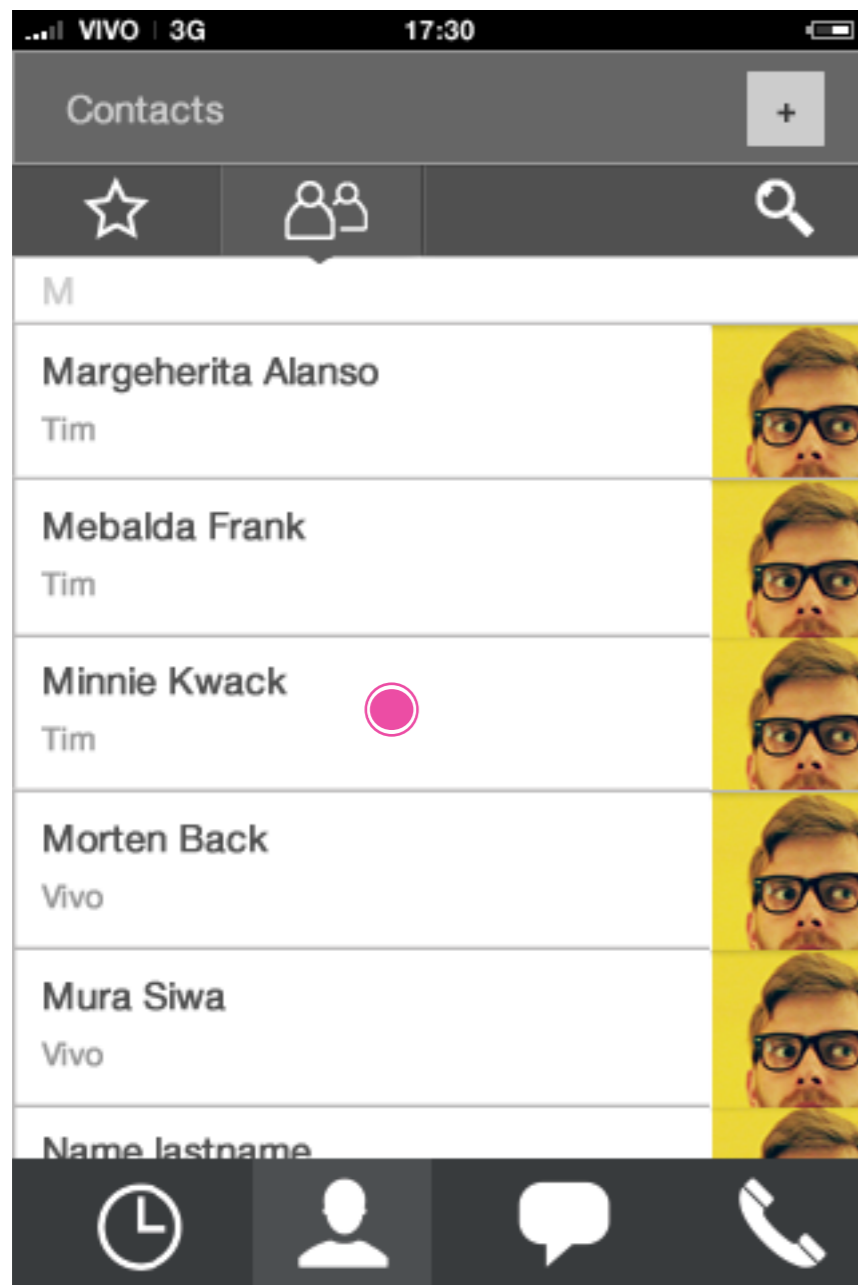 VIVO 3G 17:30
Contacts +
M
Margeherita Alanso
Tim
Mebalda Frank
Tim
Minnie Kwack
Tim
Morten Back
Vivo
Mura Siwa
Vivo
Name lastname